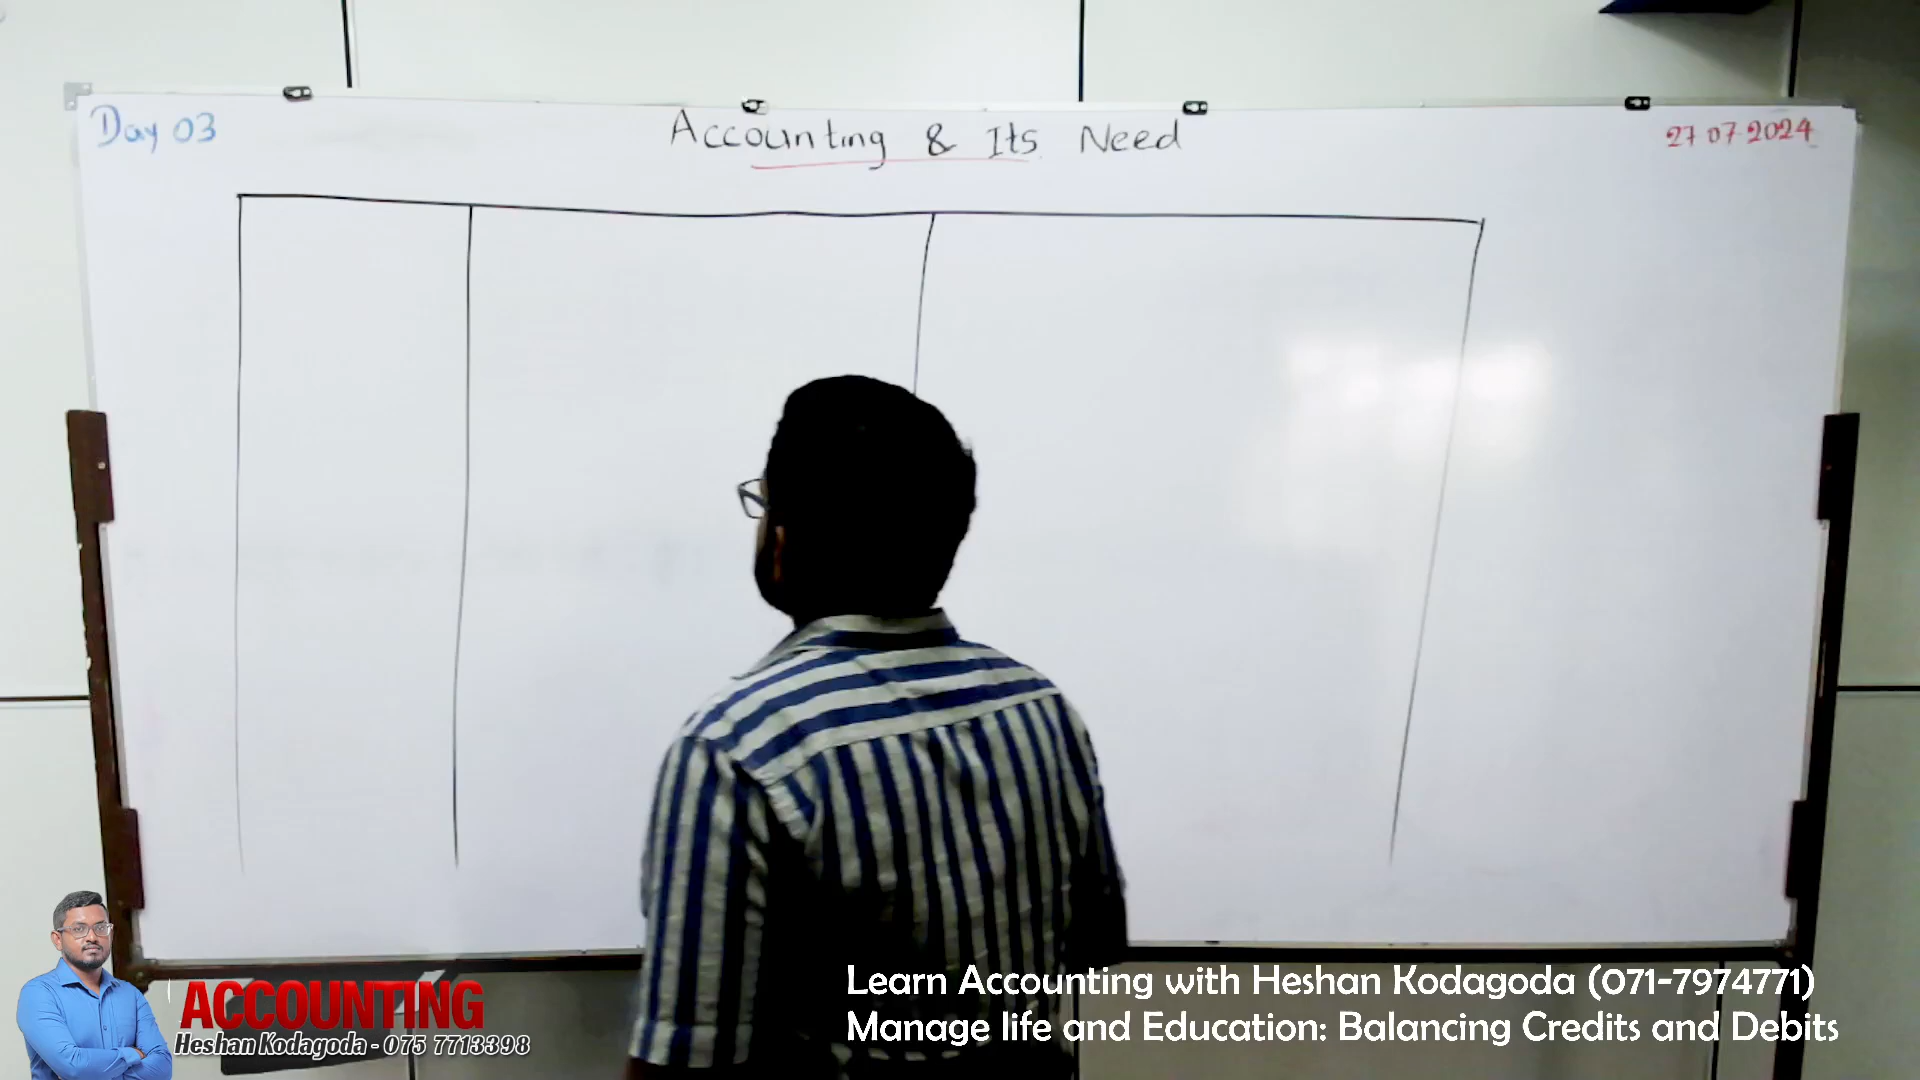 Day 03
Accounting & Its Need
27 07 2024
ACCOUNTING
Heshan Kodagoda - 075 7713398
Learn Accounting with Heshan Kodagoda (071-7974771)
Manage life and Education: Balancing Credits and Debits